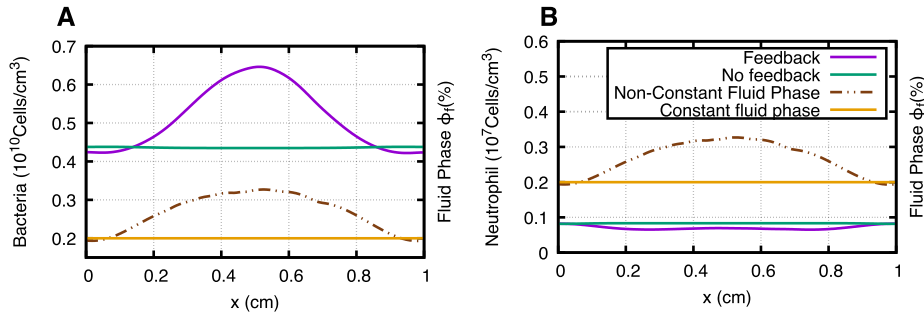 A
Bacteria (10^10Cells/cm^3)
0.7
0.6
0.5
0.4
0.3
0.2
0 0.2 0.4 0.6 0.8 1
x (cm)
Fluid Phase ϕf(%)
B
Neutrophil (10^7Cells/cm^3)
0.6
0.5
0.4
0.3
0.2
0.1
0
0 0.2 0.4 0.6 0.8 1
x (cm)
Fluid Phase ϕf(%)
Feedback
No feedback
Non-Constant Fluid Phase
Constant fluid phase